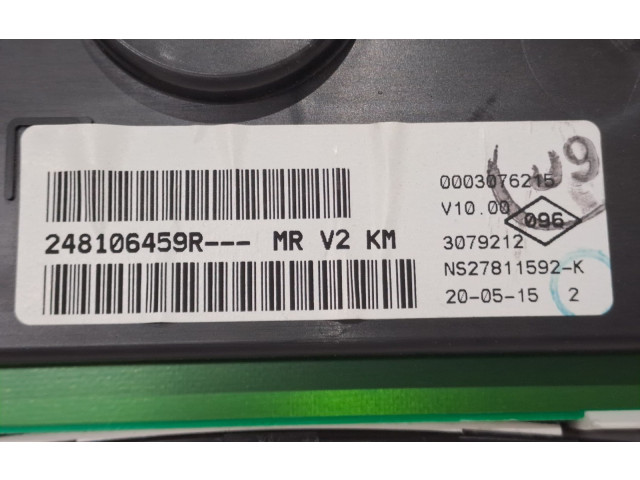 0003076215
V10.00 096
248106459R--- MR V2 KM
3079212
NS27811592-K
20-05-15 2